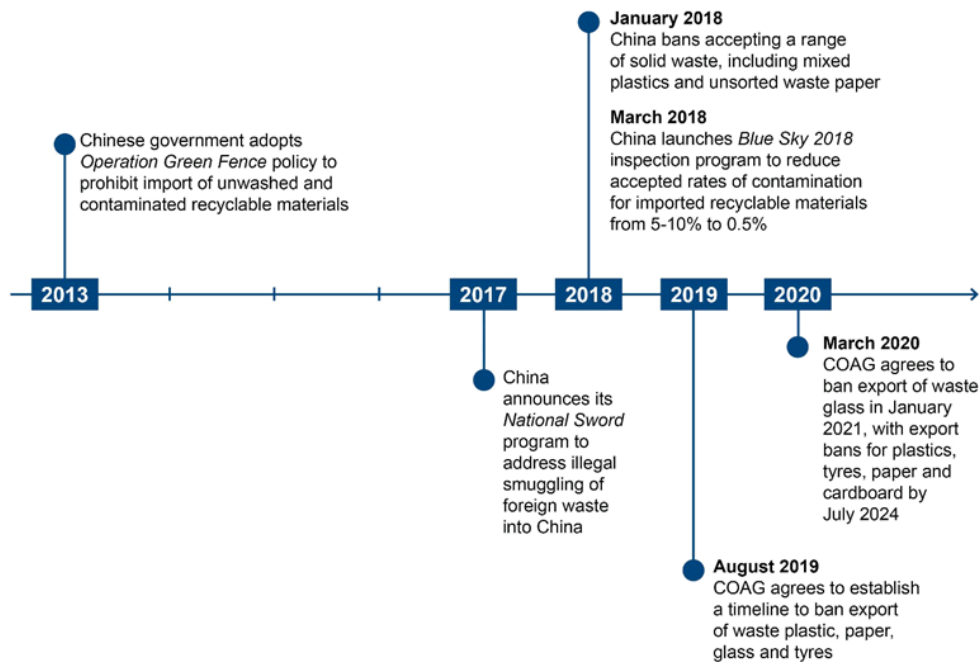 January 2018
China bans accepting a range
of solid waste, including mixed
plastics and unsorted waste paper
March 2018
China launches Blue Sky 2018
inspection program to reduce
accepted rates of contamination
for imported recyclable materials
from 5-10% to 0.5%
Chinese government adopts
Operation Green Fence policy to
prohibit import of unwashed and
contaminated recyclable materials
2013
2017
2018
2019
2020
China
announces its
National Sword
program to
address illegal
smuggling of
foreign waste
into China
March 2020
COAG agrees to
ban export of waste
glass in January
2021, with export
bans for plastics,
tyres, paper and
cardboard by
July 2024
August 2019
COAG agrees to establish
a timeline to ban export
of waste plastic, paper,
glass and tyres